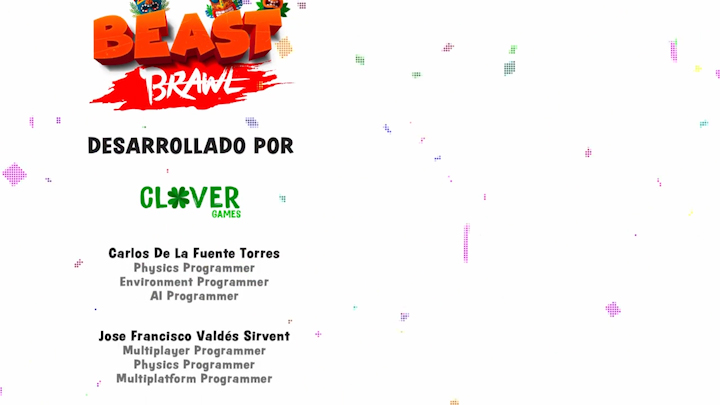 BEAST
BRAWL
DESARROLLADO POR
CLOVER
GAMES
Carlos De La Fuente Torres
Physics Programmer
Environment Programmer
AI Programmer
Jose Francisco Valdés Sirvent
Multiplayer Programmer
Physics Programmer
Multiplatform Programmer